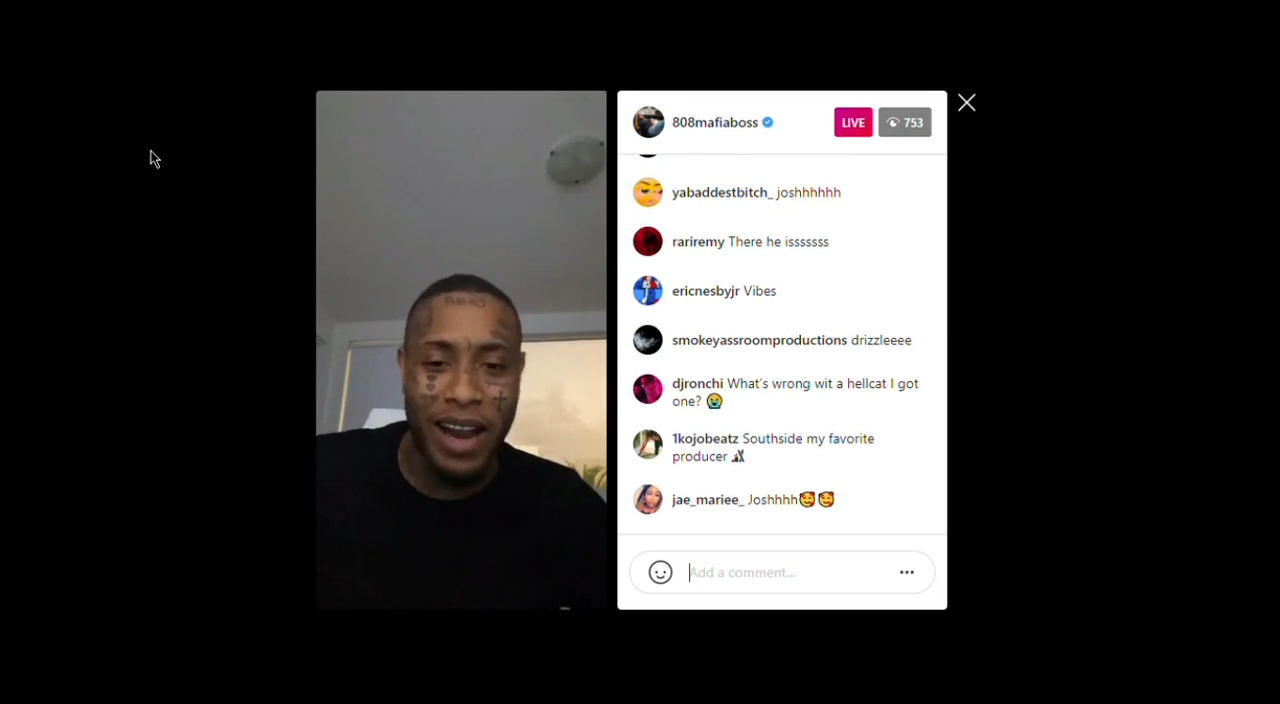 808mafiaboss
LIVE
753
yabaddestbitch_ joshhhhhh
rariremy There he isssssss
ericnesbyjr Vibes
smokeyassroomproductions drizzleeee
djronchi What's wrong wit a hellcat I got
one? 😭
1kojobeatz Southside my favorite
producer
jae_mariee_ Joshhhh🥰🥰
Add a comment...